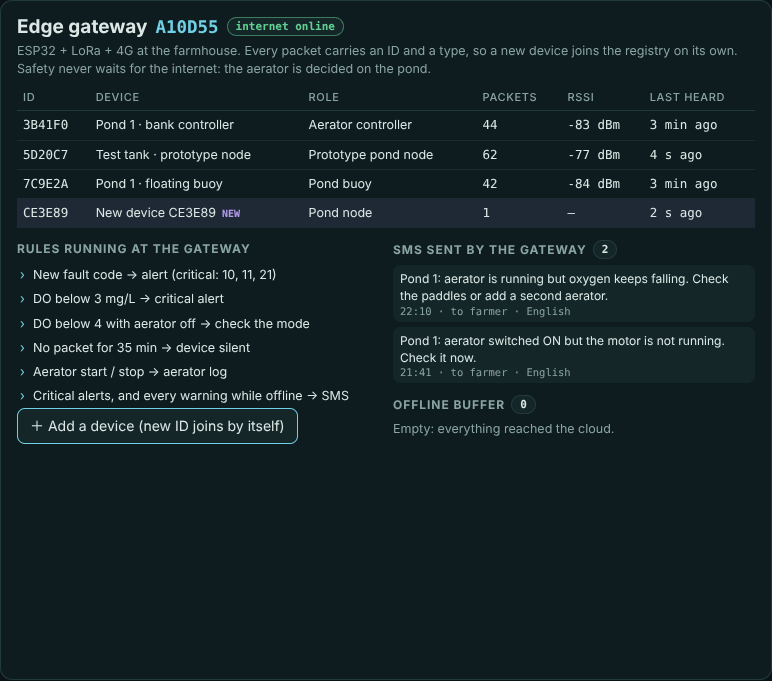 Edge gateway A10D55 internet online
ESP32 + LoRa + 4G at the farmhouse. Every packet carries an ID and a type, so a new device joins the registry on its own.
Safety never waits for the internet: the aerator is decided on the pond.
ID DEVICE ROLE PACKETS RSSI LAST HEARD
3B41F0 Pond 1 · bank controller Aerator controller 44 -83 dBm 3 min ago
5D20C7 Test tank · prototype node Prototype pond node 62 -77 dBm 4 s ago
7C9E2A Pond 1 · floating buoy Pond buoy 42 -84 dBm 3 min ago
CE3E89 New device CE3E89 NEW Pond node 1 — 2 s ago
RULES RUNNING AT THE GATEWAY
› New fault code → alert (critical: 10, 11, 21)
› DO below 3 mg/L → critical alert
› DO below 4 with aerator off → check the mode
› No packet for 35 min → device silent
› Aerator start / stop → aerator log
› Critical alerts, and every warning while offline → SMS
+ Add a device (new ID joins by itself)
SMS SENT BY THE GATEWAY 2
Pond 1: aerator is running but oxygen keeps falling. Check
the paddles or add a second aerator.
22:10 · to farmer · English
Pond 1: aerator switched ON but the motor is not running.
Check it now.
21:41 · to farmer · English
OFFLINE BUFFER 0
Empty: everything reached the cloud.